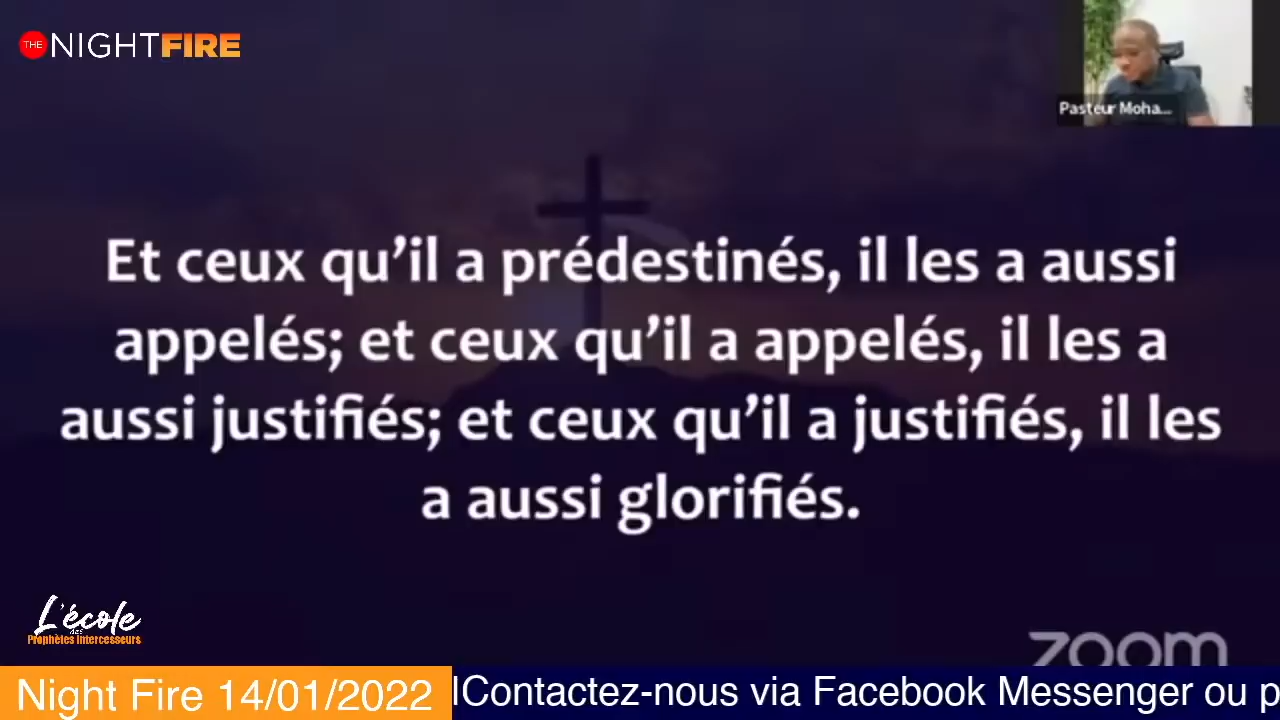 THE NIGHTFIRE
Pasteur Moha...
Et ceux qu’il a prédestinés, il les a aussi
appelés; et ceux qu’il a appelés, il les a
aussi justifiés; et ceux qu’il a justifiés, il les
a aussi glorifiés.
L'école
des
Prophètes Intercesseurs
zoom
Night Fire 14/01/2022
Contactez-nous via Facebook Messenger ou p